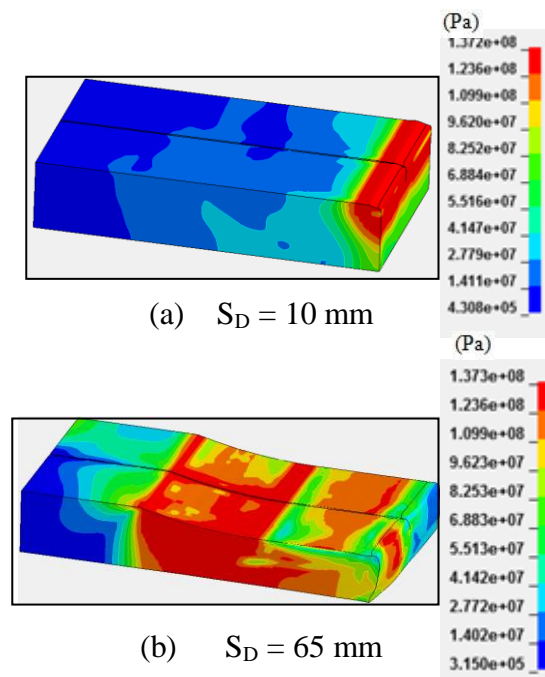 (Pa)
1.372e+08
1.236e+08
1.099e+08
9.620e+07
8.252e+07
6.884e+07
5.516e+07
4.147e+07
2.779e+07
1.411e+07
4.308e+05
(a) S_D = 10 mm
(Pa)
1.373e+08
1.236e+08
1.099e+08
9.623e+07
8.253e+07
6.883e+07
5.513e+07
4.142e+07
2.772e+07
1.402e+07
3.150e+05
(b) S_D = 65 mm